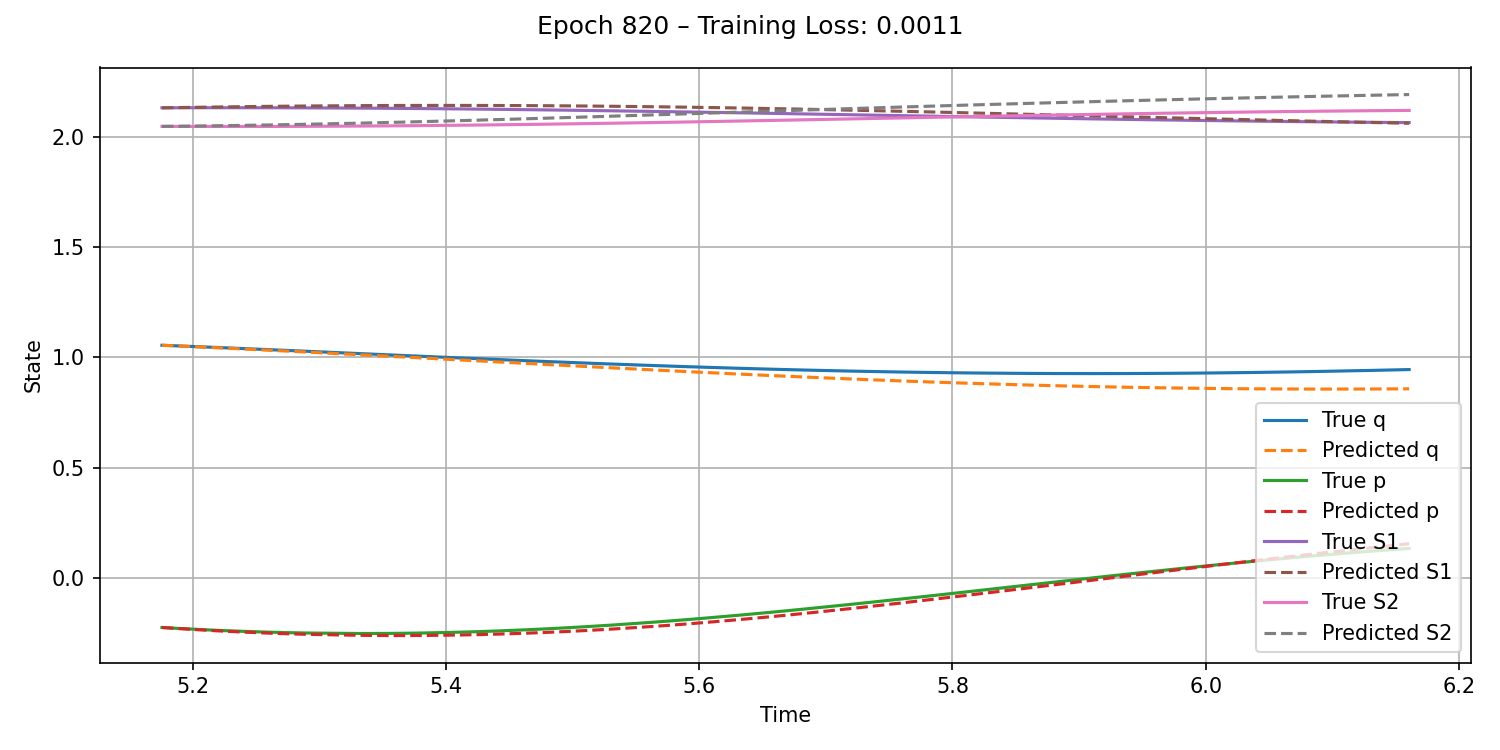 Epoch 820 – Training Loss: 0.0011
State
2.0
1.5
1.0
0.5
0.0
True q
Predicted q
True p
Predicted p
True S1
Predicted S1
True S2
Predicted S2
5.2 5.4 5.6 5.8 6.0 6.2
Time